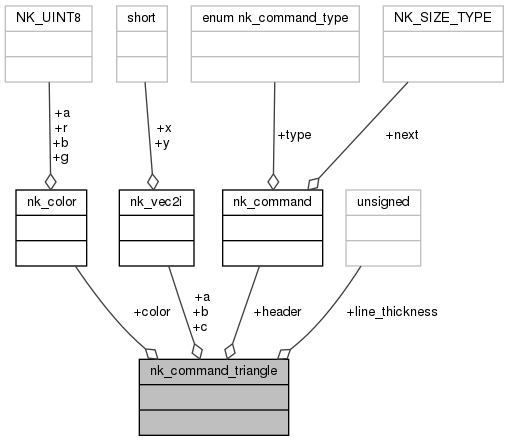 NK_UINT8
short
enum nk_command_type
NK_SIZE_TYPE
+a
+r
+b
+g
+x
+y
+type
+next
nk_color
nk_vec2i
nk_command
unsigned
+color
+a
+b
+c
+header
+line_thickness
nk_command_triangle